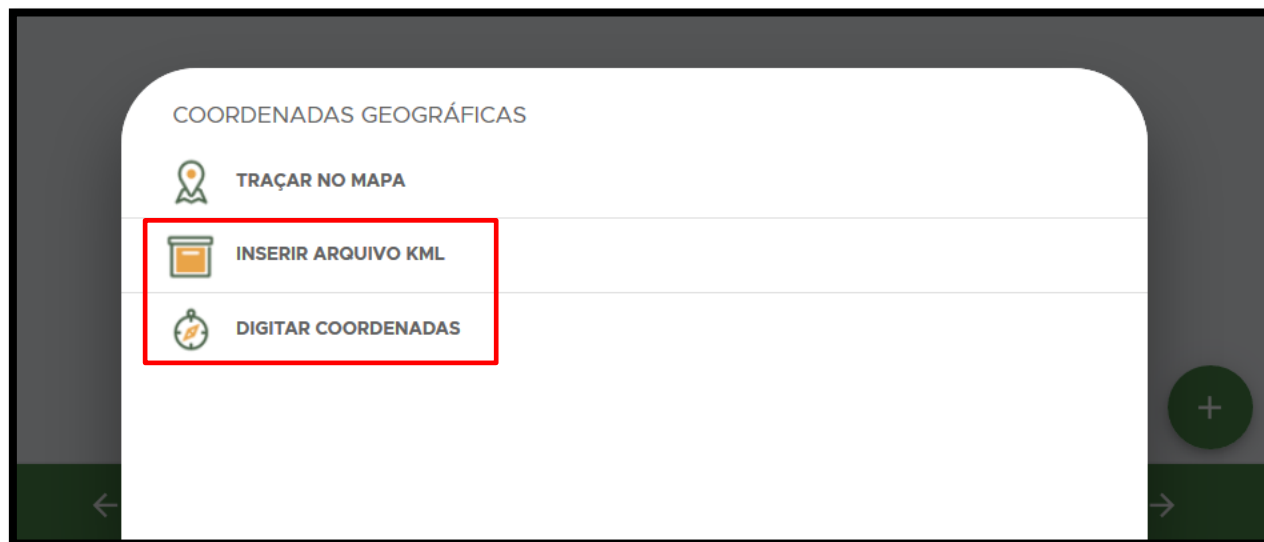 COORDENADAS GEOGRÁFICAS
TRAÇAR NO MAPA
INSERIR ARQUIVO KML
DIGITAR COORDENADAS